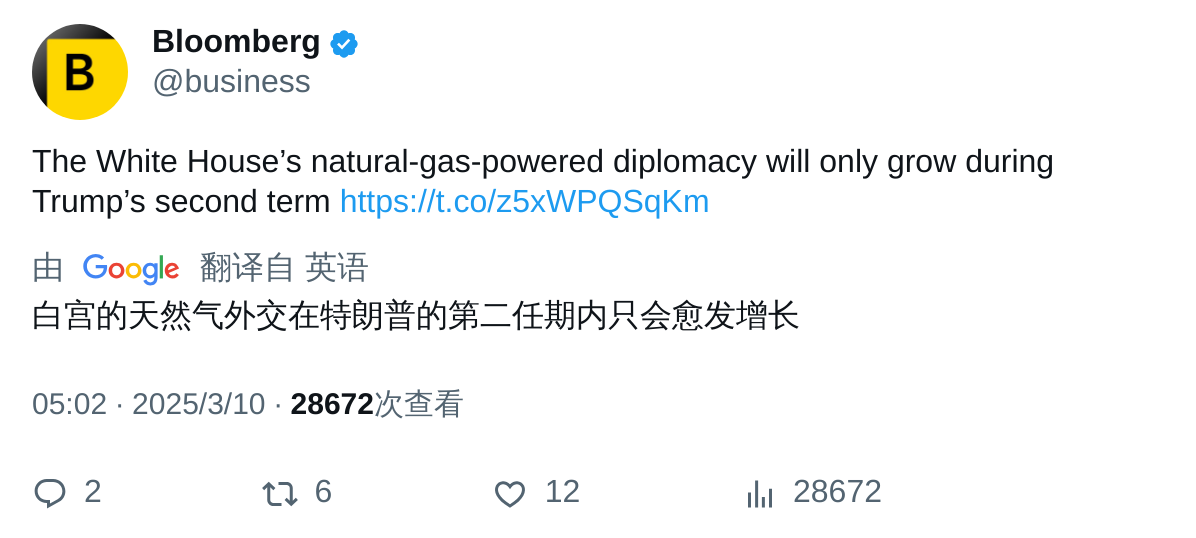 B
Bloomberg
@business
The White House’s natural-gas-powered diplomacy will only grow during
Trump’s second term https://t.co/z5xWPQSqKm
由 Google 翻译自 英语
白宫的天然气外交在特朗普的第二任期内只会愈发增长
05:02 · 2025/3/10 · 28672次查看
2 6 12 28672